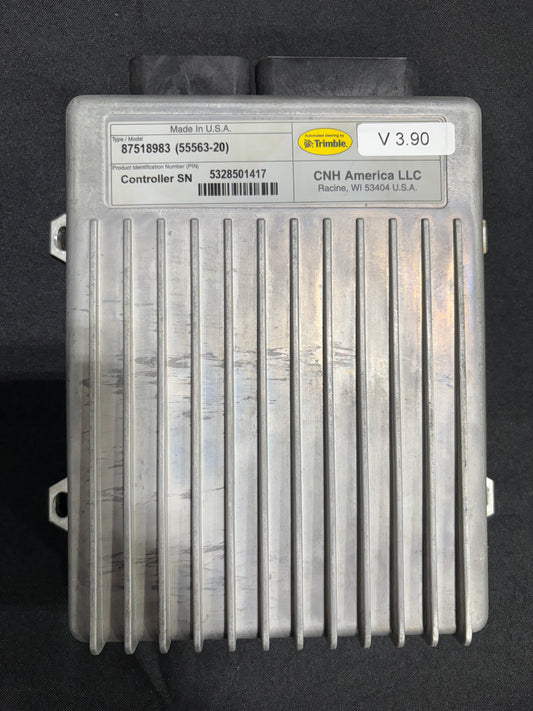 Made In U.S.A.
Type / Model
87518983 (55563-20)
Product Identification Number (PIN)
Controller SN 5328501417
Automated steering by
Trimble.
V 3.90
CNH America LLC
Racine, WI 53404 U.S.A.